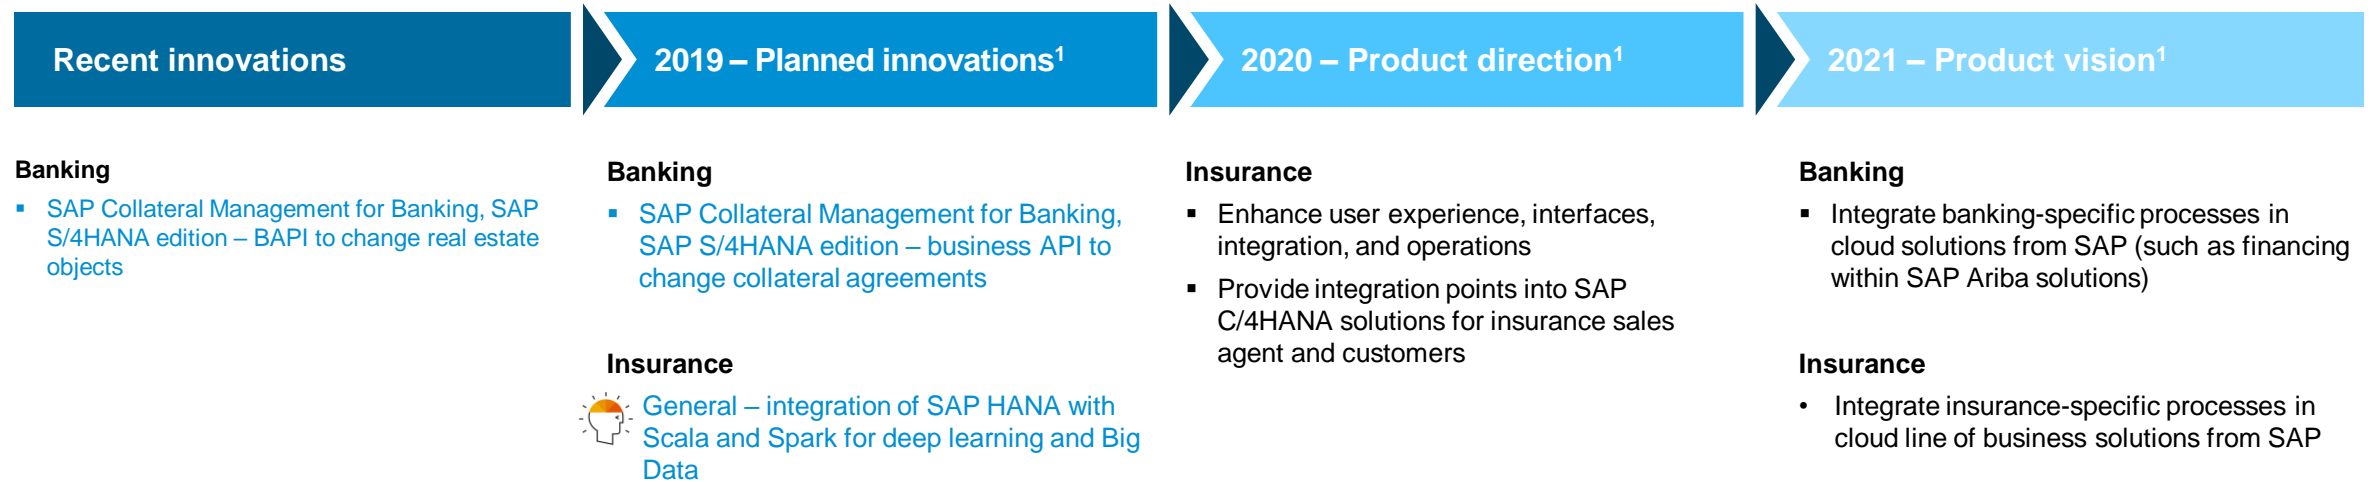 Recent innovations
2019 – Planned innovations¹
2020 – Product direction¹
2021 – Product vision¹
Banking
▪ SAP Collateral Management for Banking, SAP
S/4HANA edition – BAPI to change real estate
objects
Banking
▪ SAP Collateral Management for Banking,
SAP S/4HANA edition – business API to
change collateral agreements
Insurance
General – integration of SAP HANA with
Scala and Spark for deep learning and Big
Data
Insurance
▪ Enhance user experience, interfaces,
integration, and operations
▪ Provide integration points into SAP
C/4HANA solutions for insurance sales
agent and customers
Banking
▪ Integrate banking-specific processes in
cloud solutions from SAP (such as financing
within SAP Ariba solutions)
Insurance
• Integrate insurance-specific processes in
cloud line of business solutions from SAP